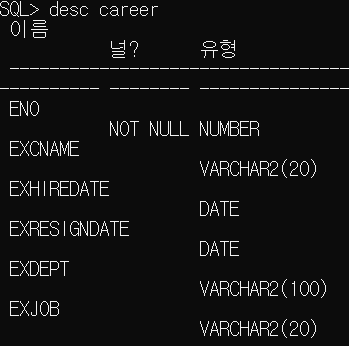 SQL> desc career
이름
널? 유형
----------------------------------
--------- -------- ---------------
ENO
NOT NULL NUMBER
EXCNAME
VARCHAR2(20)
EXHIREDATE
DATE
EXRESIGNDATE
DATE
EXDEPT
VARCHAR2(100)
EXJOB
VARCHAR2(20)